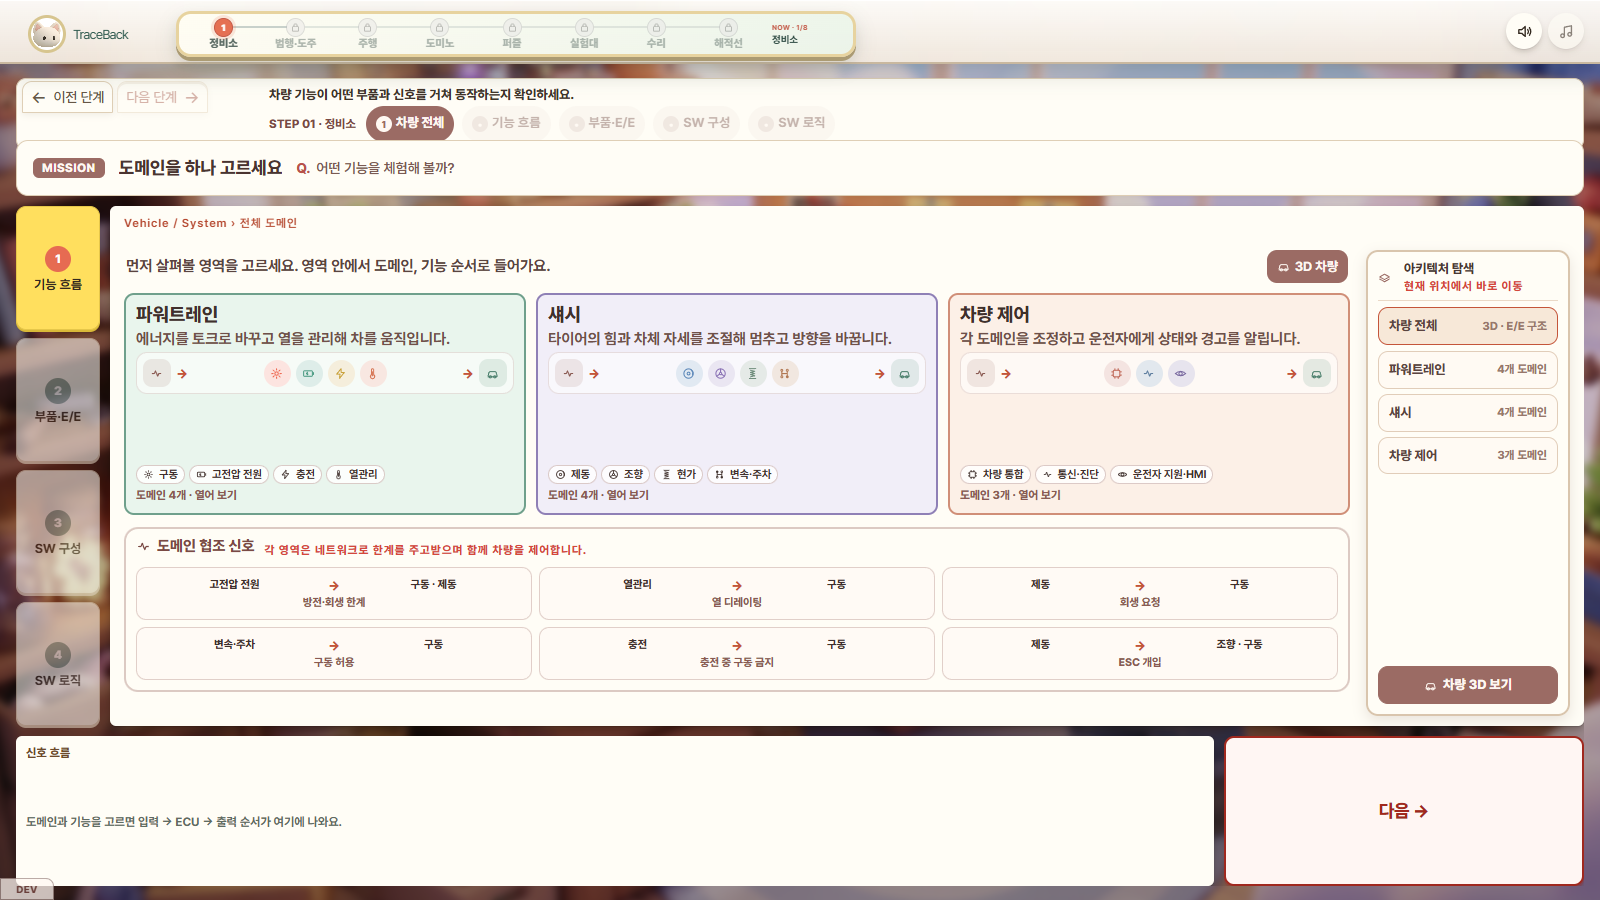 TraceBack
1
정비소
범행·도주
주행
도미노
퍼즐
실험대
수리
해적선
NOW · 1/8
정비소
← 이전 단계
다음 단계 →
차량 기능이 어떤 부품과 신호를 거쳐 동작하는지 확인하세요.
STEP 01 · 정비소
1 차량 전체
기능 흐름
부품·E/E
SW 구성
SW 로직
MISSION
도메인을 하나 고르세요
Q. 어떤 기능을 체험해 볼까?
1
기능 흐름
2
부품·E/E
3
SW 구성
4
SW 로직
Vehicle / System › 전체 도메인
먼저 살펴볼 영역을 고르세요. 영역 안에서 도메인, 기능 순서로 들어가요.
3D 차량
파워트레인
에너지를 토크로 바꾸고 열을 관리해 차를 움직입니다.
구동
고전압 전원
충전
열관리
도메인 4개 · 열어 보기
섀시
타이어의 힘과 차체 자세를 조절해 멈추고 방향을 바꿉니다.
제동
조향
현가
변속·주차
도메인 4개 · 열어 보기
차량 제어
각 도메인을 조정하고 운전자에게 상태와 경고를 알립니다.
차량 통합
통신·진단
운전자 지원·HMI
도메인 3개 · 열어 보기
도메인 협조 신호
각 영역은 네트워크로 한계를 주고받으며 함께 차량을 제어합니다.
고전압 전원 → 구동 · 제동
방전·회생 한계
열관리 → 구동
열 디레이팅
제동 → 구동
회생 요청
변속·주차 → 구동
구동 허용
충전 → 구동
충전 중 구동 금지
제동 → 조향 · 구동
ESC 개입
아키텍처 탐색
현재 위치에서 바로 이동
차량 전체
3D · E/E 구조
파워트레인
4개 도메인
섀시
4개 도메인
차량 제어
3개 도메인
차량 3D 보기
신호 흐름
도메인과 기능을 고르면 입력 → ECU → 출력 순서가 여기에 나와요.
다음 →
DEV